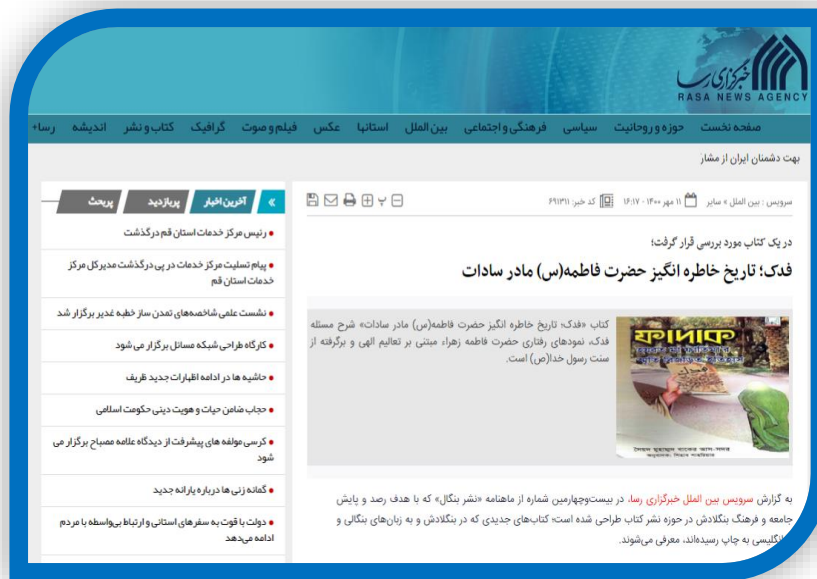 خبرگزاری رسا
RASA NEWS AGENCY
صفحه نخست حوزه و روحانیت سیاسی فرهنگی و اجتماعی بین الملل استانها عکس فیلم و صوت گرافیک کتاب و نشر اندیشه رسا+
بهت دشمنان ایران از مشار
سرویس : بین الملل » سایر ۱۱ مهر ۱۴۰۰ - ۱۶:۱۷ کد خبر: ۶۹۱۳۱۱
در یک کتاب مورد بررسی قرار گرفت؛
فدک؛ تاریخ خاطره انگیز حضرت فاطمه(س) مادر سادات
کتاب «فدک؛ تاریخ خاطره انگیز حضرت فاطمه(س) مادر سادات» شرح مسئله
فدک، نمودهای رفتاری حضرت فاطمه زهراء مبتنی بر تعالیم الهی و برگفته از
سنت رسول خدا(ص) است.
ফাদাক
به گزارش سرویس بین الملل خبرگزاری رسا، در بیست‌وچهارمین شماره از ماهنامه «نشر بنگال» که با هدف رصد و پایش
جامعه و فرهنگ بنگلادش در حوزه نشر کتاب طراحی شده است؛ کتاب‌های جدیدی که در بنگلادش و به زبان‌های بنگالی و
انگلیسی به چاپ رسیده‌اند، معرفی می‌شوند.
آخرین اخبار پربازدید پربحث
رئیس مرکز خدمات استان قم درگذشت
پیام تسلیت مرکز خدمات در پی درگذشت مدیرکل مرکز
خدمات استان قم
نشست علمی شاخصه‌های تمدن ساز خطبه غدیر برگزار شد
کارگاه طراحی شبکه مسائل برگزار می شود
حاشیه ها در ادامه اظهارات جدید ظریف
حجاب ضامن حیات و هویت دینی حکومت اسلامی
کرسی مولفه های پیشرفت از دیدگاه علامه مصباح برگزار می
شود
گمانه زنی ها درباره یارانه جدید
دولت با قوت به سفرهای استانی و ارتباط بی‌واسطه با مردم
ادامه می‌دهد